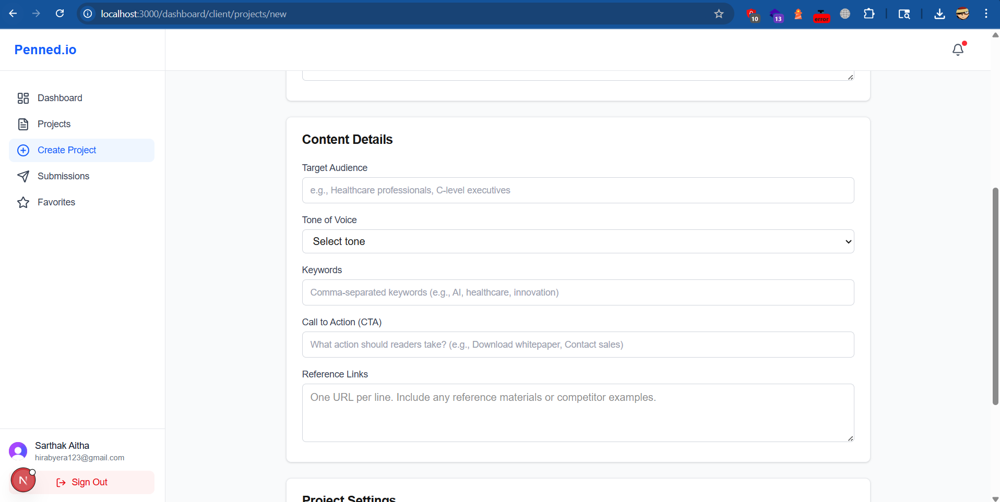 localhost:3000/dashboard/client/projects/new
10
13
error
Penned.io
Dashboard
Projects
Create Project
Submissions
Favorites
Content Details
Target Audience
e.g., Healthcare professionals, C-level executives
Tone of Voice
Select tone
Keywords
Comma-separated keywords (e.g., AI, healthcare, innovation)
Call to Action (CTA)
What action should readers take? (e.g., Download whitepaper, Contact sales)
Reference Links
One URL per line. Include any reference materials or competitor examples.
Project Settings
Sarthak Aitha
hirabyera123@gmail.com
N
Sign Out